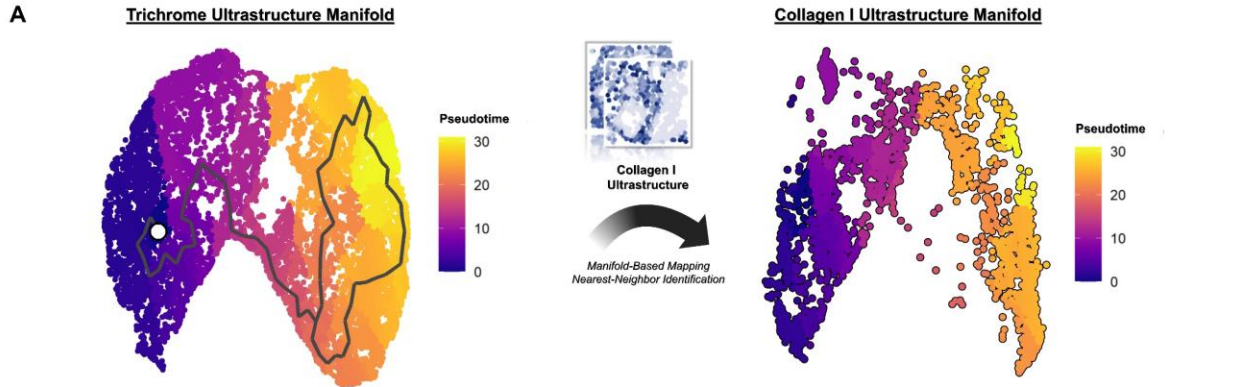 A
Trichrome Ultrastructure Manifold
Pseudotime
30
20
10
0
Collagen I
Ultrastructure
Manifold-Based Mapping
Nearest-Neighbor Identification
Collagen I Ultrastructure Manifold
Pseudotime
30
20
10
0